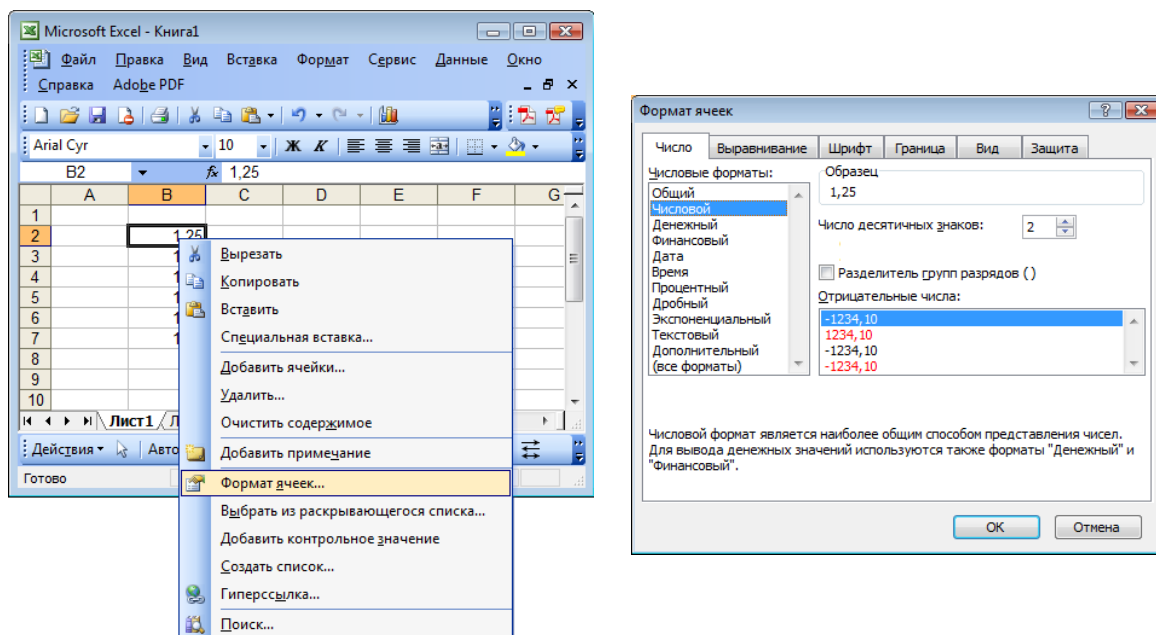 Microsoft Excel - Книга1
Файл Правка Вид Вставка Формат Сервис Данные Окно
Справка Adobe PDF
Arial Cyr 10 Ж К
B2 fx 1,25
A B C D E F G
1
2 1,25
3 1
4 1
5 1
6 1
7 1
8
9
10
Лист1 Л
Действия Авто
Готово
Вырезать
Копировать
Вставить
Специальная вставка...
Добавить ячейки...
Удалить...
Очистить содержимое
Добавить примечание
Формат ячеек...
Выбрать из раскрывающегося списка...
Добавить контрольное значение
Создать список...
Гиперссылка...
Поиск...
Формат ячеек
Число Выравнивание Шрифт Граница Вид Защита
Числовые форматы:
Общий
Числовой
Денежный
Финансовый
Дата
Время
Процентный
Дробный
Экспоненциальный
Текстовый
Дополнительный
(все форматы)
Образец
1,25
Число десятичных знаков: 2
Разделитель групп разрядов ( )
Отрицательные числа:
-1234,10
1234,10
-1234,10
-1234,10
Числовой формат является наиболее общим способом представления чисел.
Для вывода денежных значений используются также форматы "Денежный" и
"Финансовый".
ОК Отмена